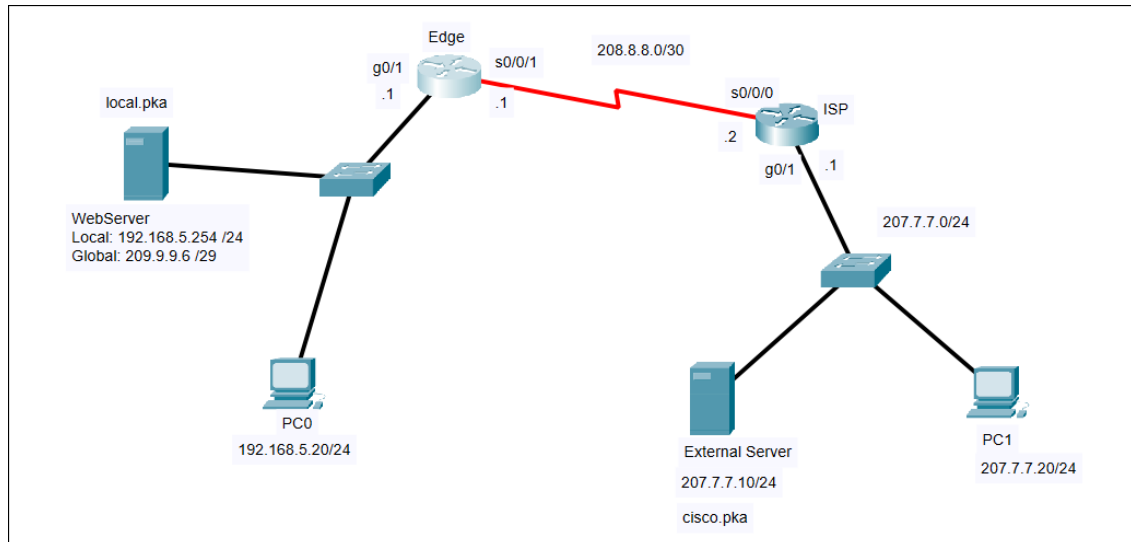 Edge
g0/1
s0/0/1
.1
.1
208.8.8.0/30
s0/0/0
ISP
.2
g0/1
.1
local.pka
WebServer
Local: 192.168.5.254 /24
Global: 209.9.9.6 /29
207.7.7.0/24
PC0
192.168.5.20/24
External Server
207.7.7.10/24
cisco.pka
PC1
207.7.7.20/24